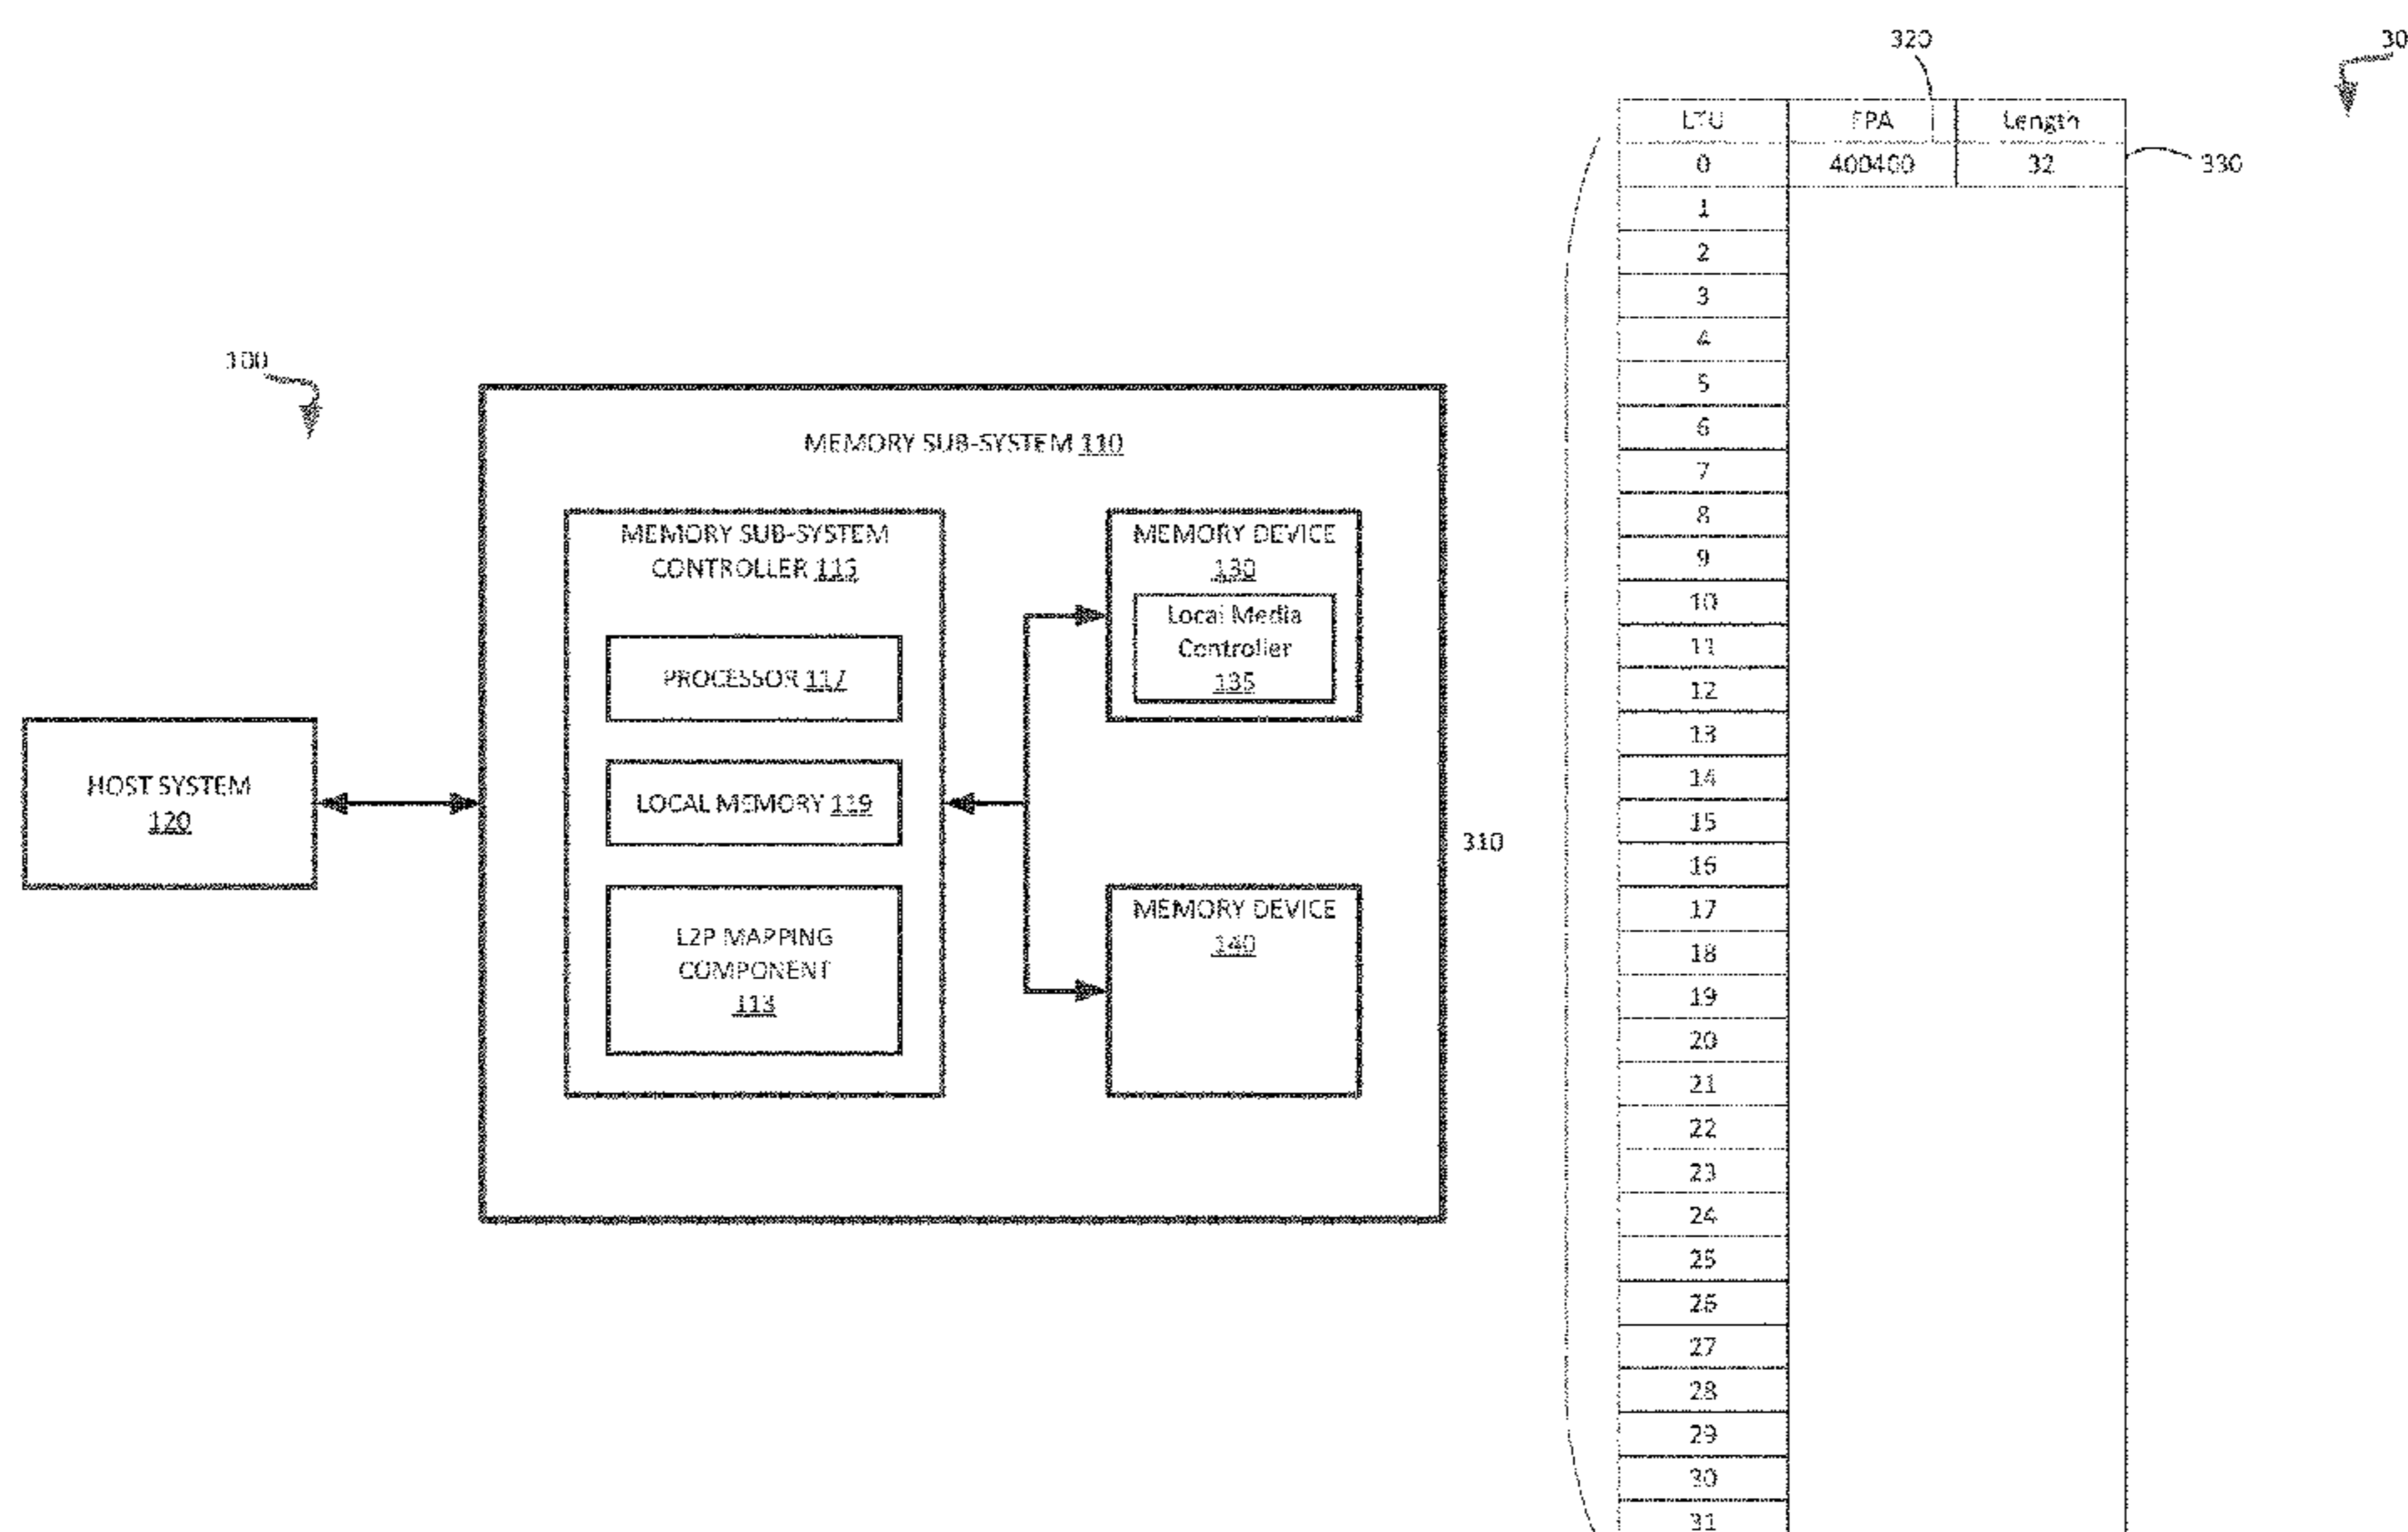 100
HOST SYSTEM
120
MEMORY SUB-SYSTEM 110
MEMORY SUB-SYSTEM
CONTROLLER 115
PROCESSOR 117
LOCAL MEMORY 119
L2P MAPPING
COMPONENT
113
MEMORY DEVICE
130
Local Media
Controller
135
MEMORY DEVICE
140
320
30
310
LTU FPA Length
0 400400 32
330
1
2
3
4
5
6
7
8
9
10
11
12
13
14
15
16
17
18
19
20
21
22
23
24
25
26
27
28
29
30
31